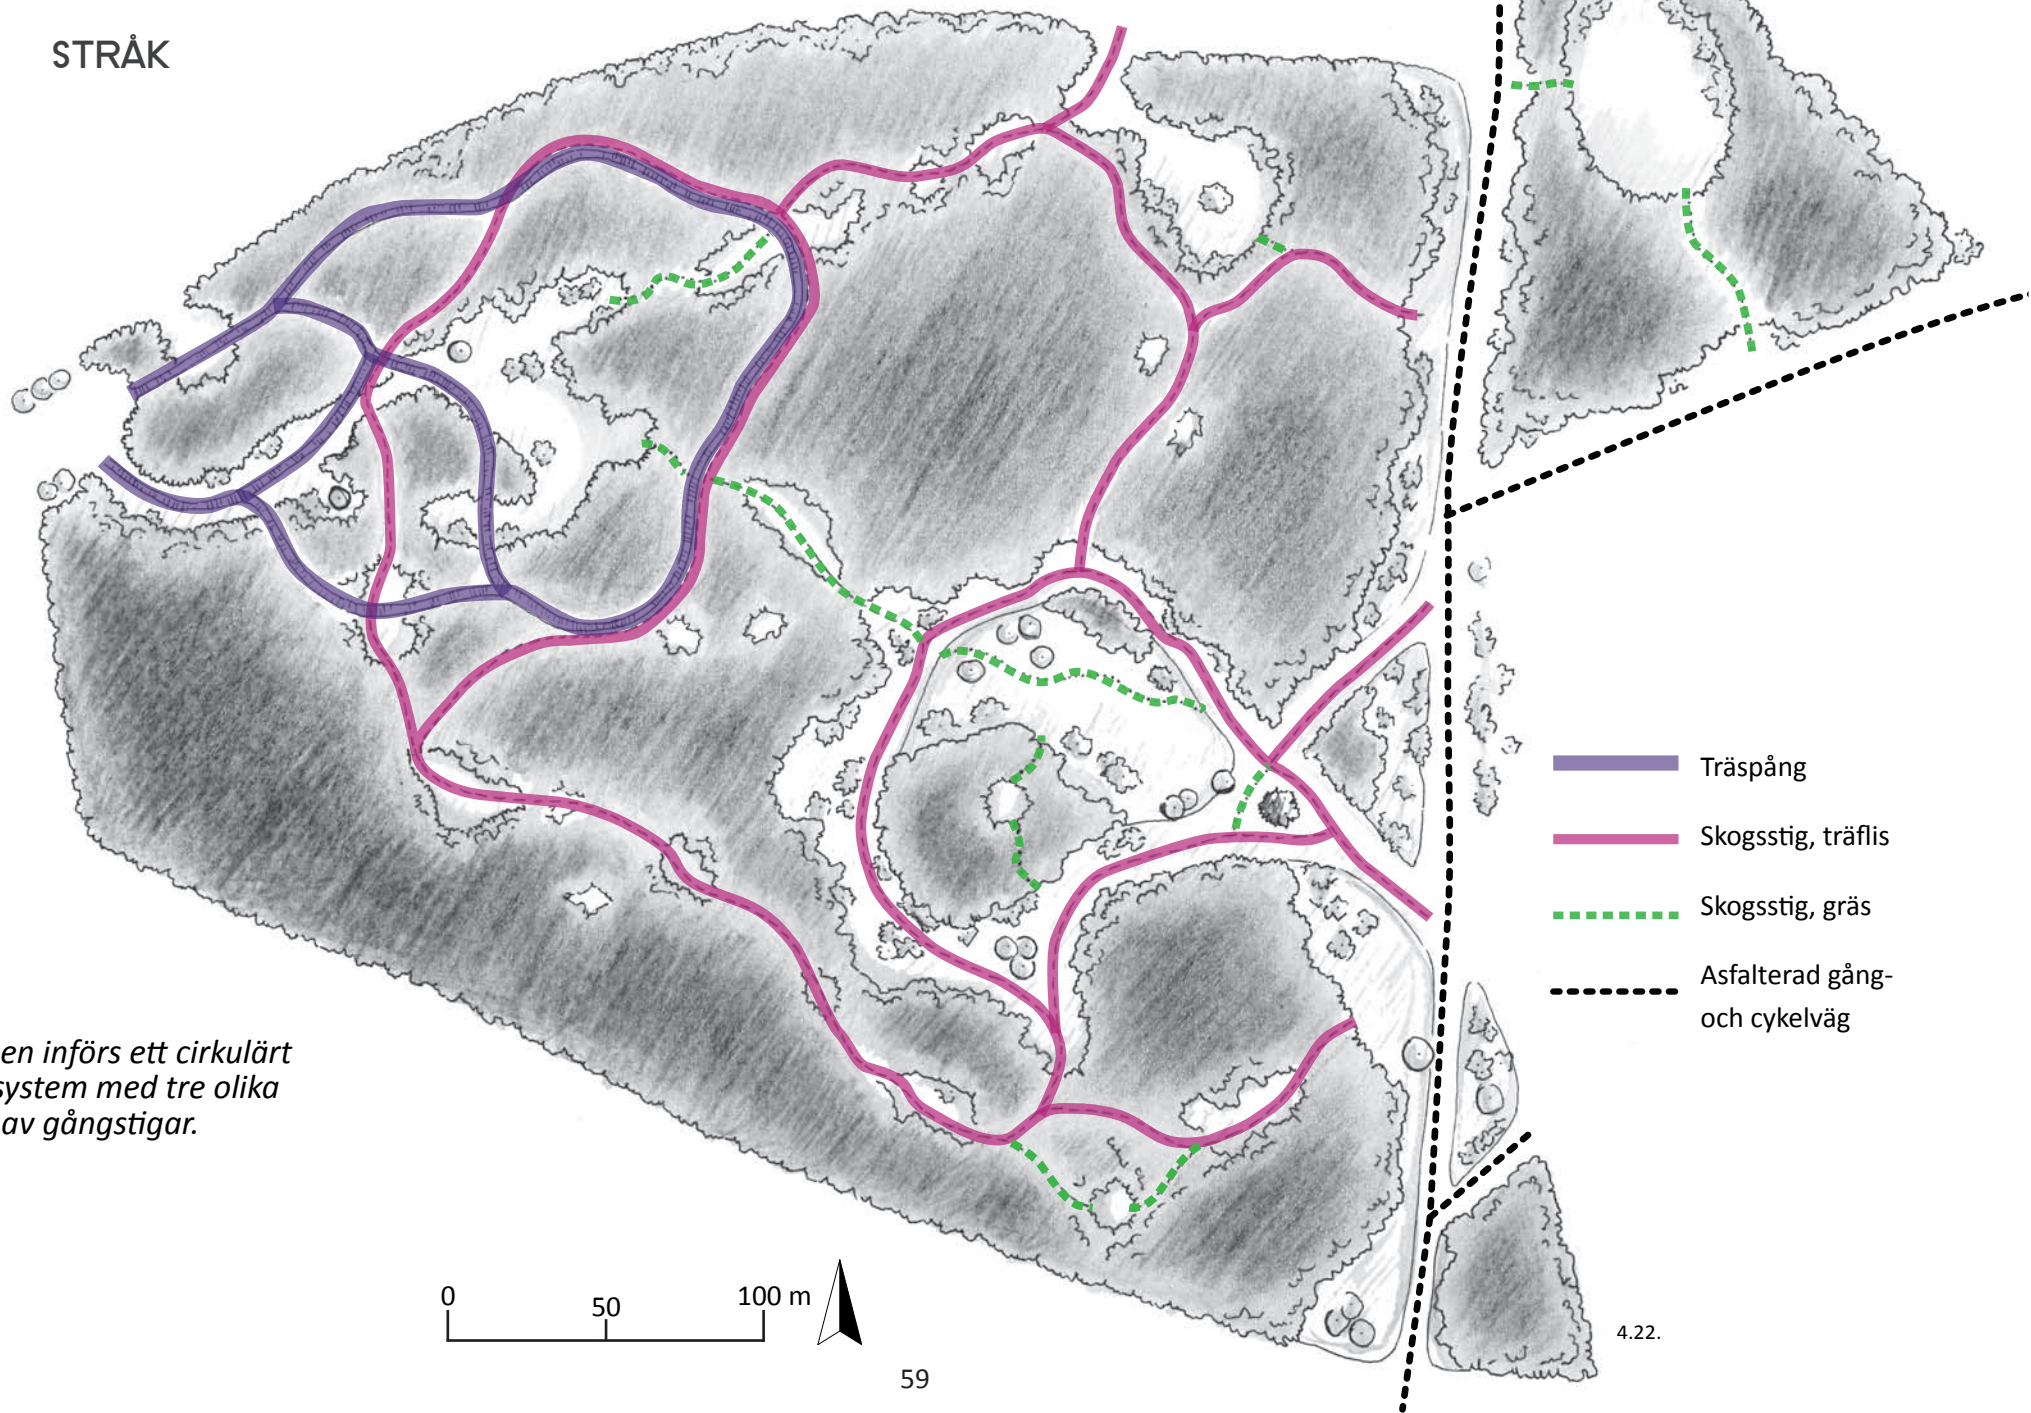 STRÅK
Träspång
Skogsstig, träflis
Skogsstig, gräs
Asfalterad gång-
och cykelväg
en införs ett cirkulärt
system med tre olika
av gångstigar.
0
50
100 m
4.22.
59